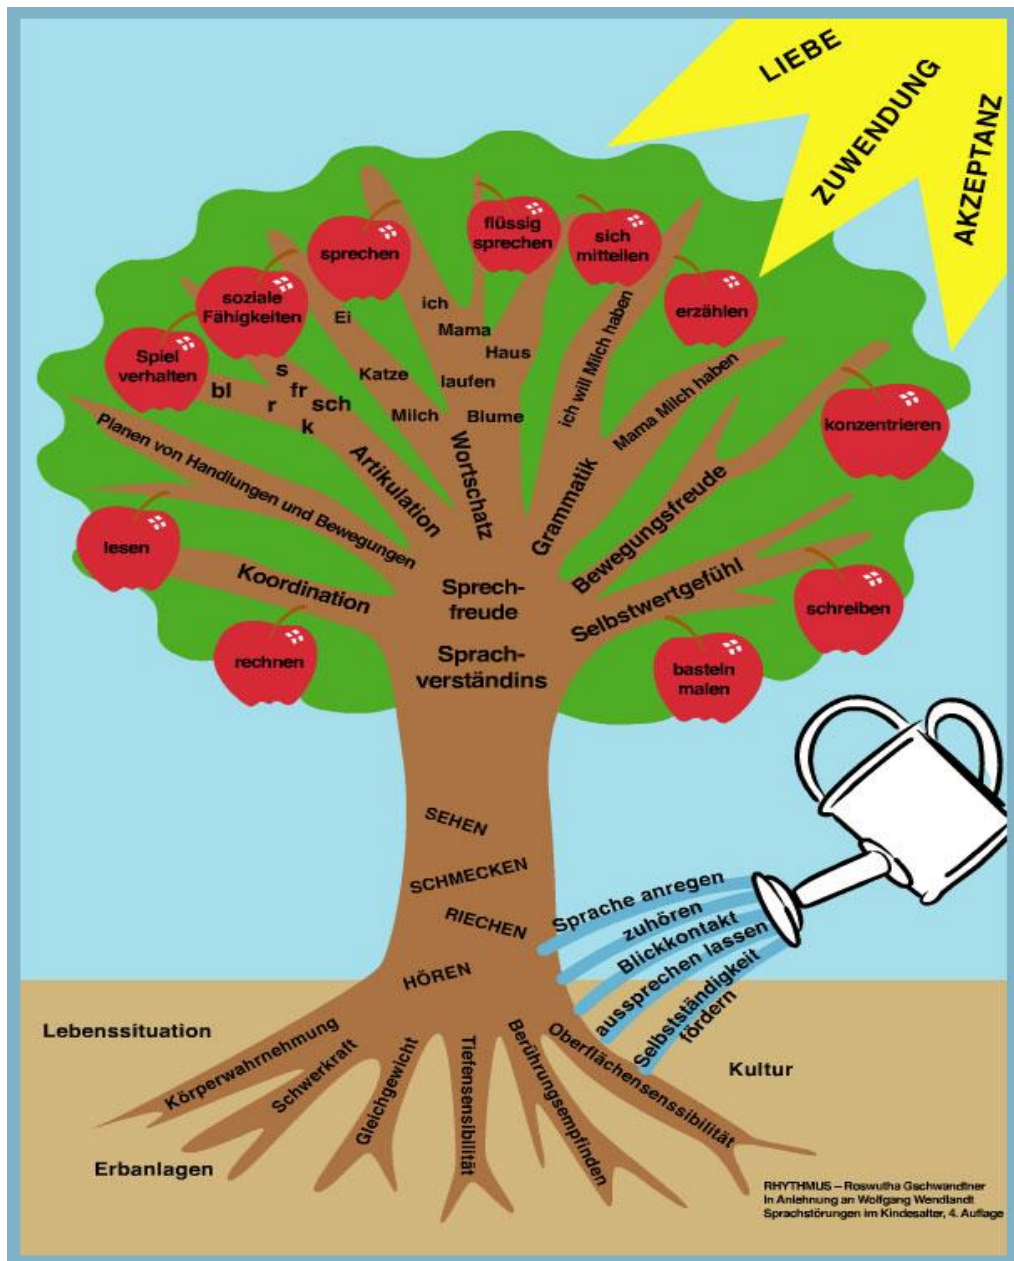 LIEBE
ZUWENDUNG
AKZEPTANZ
flüssig
sprechen
sprechen
sich
mitteilen
soziale
Fähigkeiten
erzählen
Spiel
verhalten
ich
Ei
Mama
Haus
Katze
laufen
Milch
Blume
s
bl
fr
r
sch
k
ich will Milch haben
Mama Milch haben
konzentrieren
Planen von Handlungen und Bewegungen
Artikulation
Wortschatz
Grammatik
Bewegungsfreude
lesen
Koordination
Sprech-
freude
Selbstwertgefühl
schreiben
rechnen
Sprach-
verständins
basteln
malen
SEHEN
SCHMECKEN
RIECHEN
HÖREN
Sprache anregen
zuhören
Blickkontakt
aussprechen lassen
Selbstständigkeit
fördern
Lebenssituation
Körperwahrnehmung
Schwerkraft
Gleichgewicht
Tiefensensibilität
Berührungsempfinden
Oberflächensenssibilität
Kultur
Erbanlagen
RHYTHMUS – Roswutha Gschwandtner
In Anlehnung an Wolfgang Wendlandt
Sprachstörungen im Kindesalter, 4. Auflage